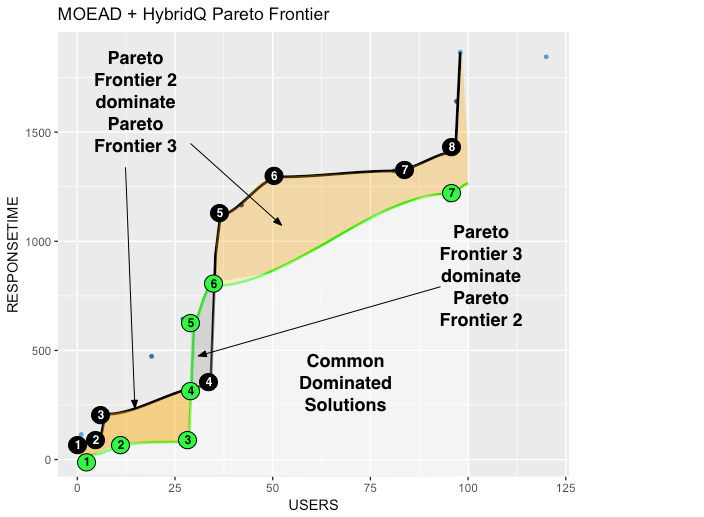 MOEAD + HybridQ Pareto Frontier
Pareto
Frontier 2
dominate
Pareto
Frontier 3
1500
1000
500
0
RESPONSETIME
1
2
3
4
5
6
7
8
1
2
3
4
5
6
7
Pareto
Frontier 3
dominate
Pareto
Frontier 2
Common
Dominated
Solutions
0
25
50
75
100
125
USERS